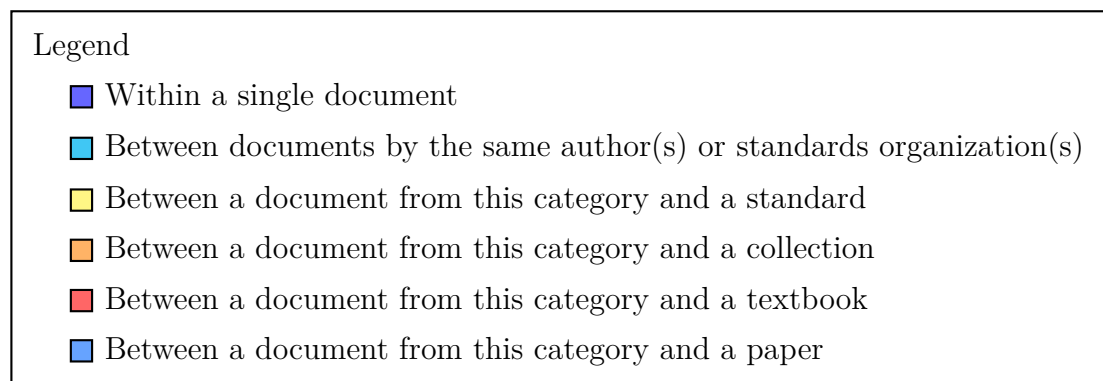 Legend
Within a single document
Between documents by the same author(s) or standards organization(s)
Between a document from this category and a standard
Between a document from this category and a collection
Between a document from this category and a textbook
Between a document from this category and a paper